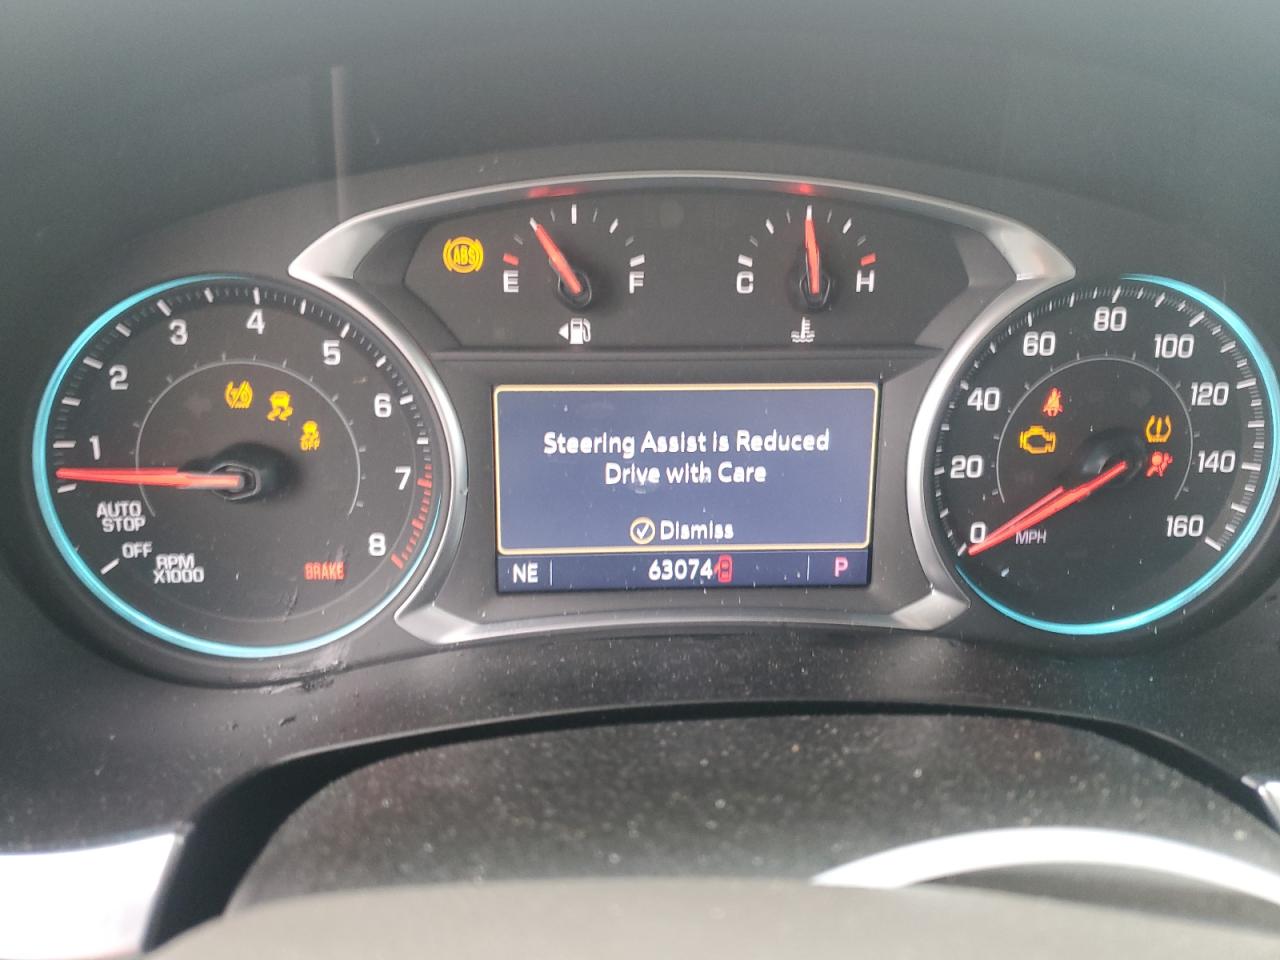 ABS
E
F
C
H
1
2
3
4
5
6
7
8
AUTO
STOP
OFF
RPM
X1000
OFF
BRAKE
Steering Assist is Reduced
Drive with Care
Dismiss
NE
63074
P
0
20
40
60
80
100
120
140
160
MPH